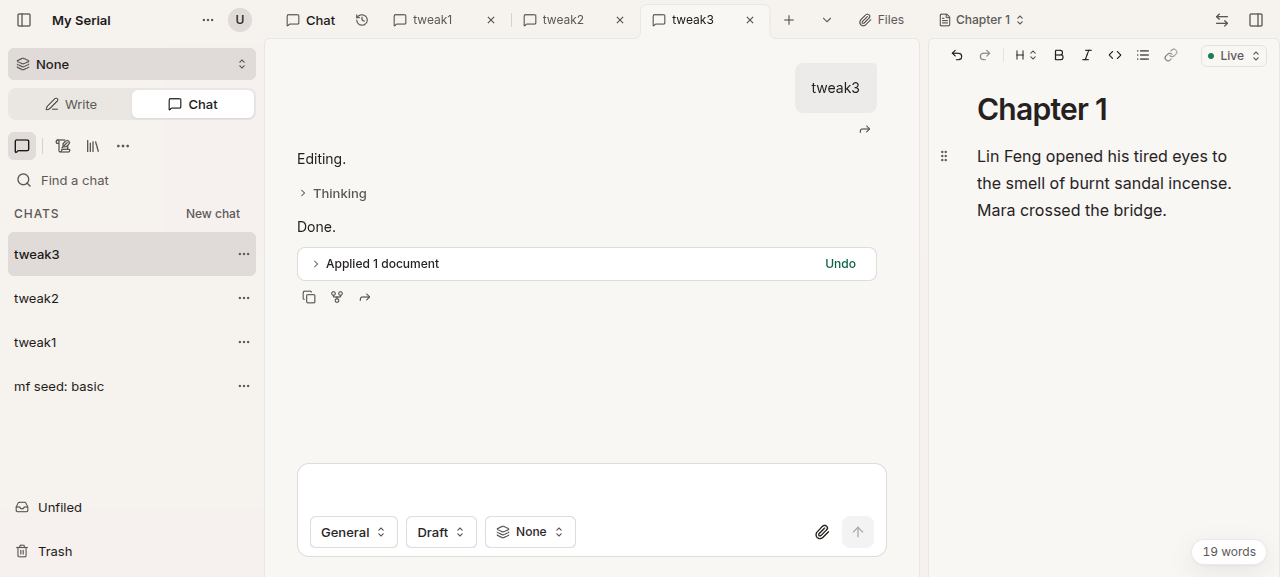 My Serial
U
Chat
tweak1
tweak2
tweak3
Files
Chapter 1
None
Write
Chat
Find a chat
CHATS
New chat
tweak3
tweak2
tweak1
mf seed: basic
Unfiled
Trash
tweak3
Editing.
Thinking
Done.
Applied 1 document
Undo
General
Draft
None
H
B
I
Live
Chapter 1
Lin Feng opened his tired eyes to
the smell of burnt sandal incense.
Mara crossed the bridge.
19 words